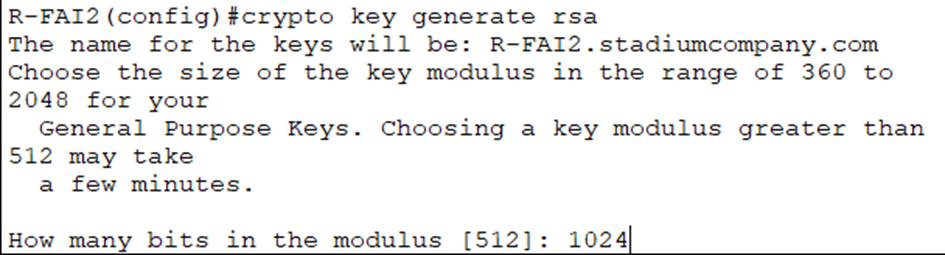 R-FAI2(config)#crypto key generate rsa
The name for the keys will be: R-FAI2.stadiumcompany.com
Choose the size of the key modulus in the range of 360 to
2048 for your
  General Purpose Keys. Choosing a key modulus greater than
512 may take
  a few minutes.

How many bits in the modulus [512]: 1024